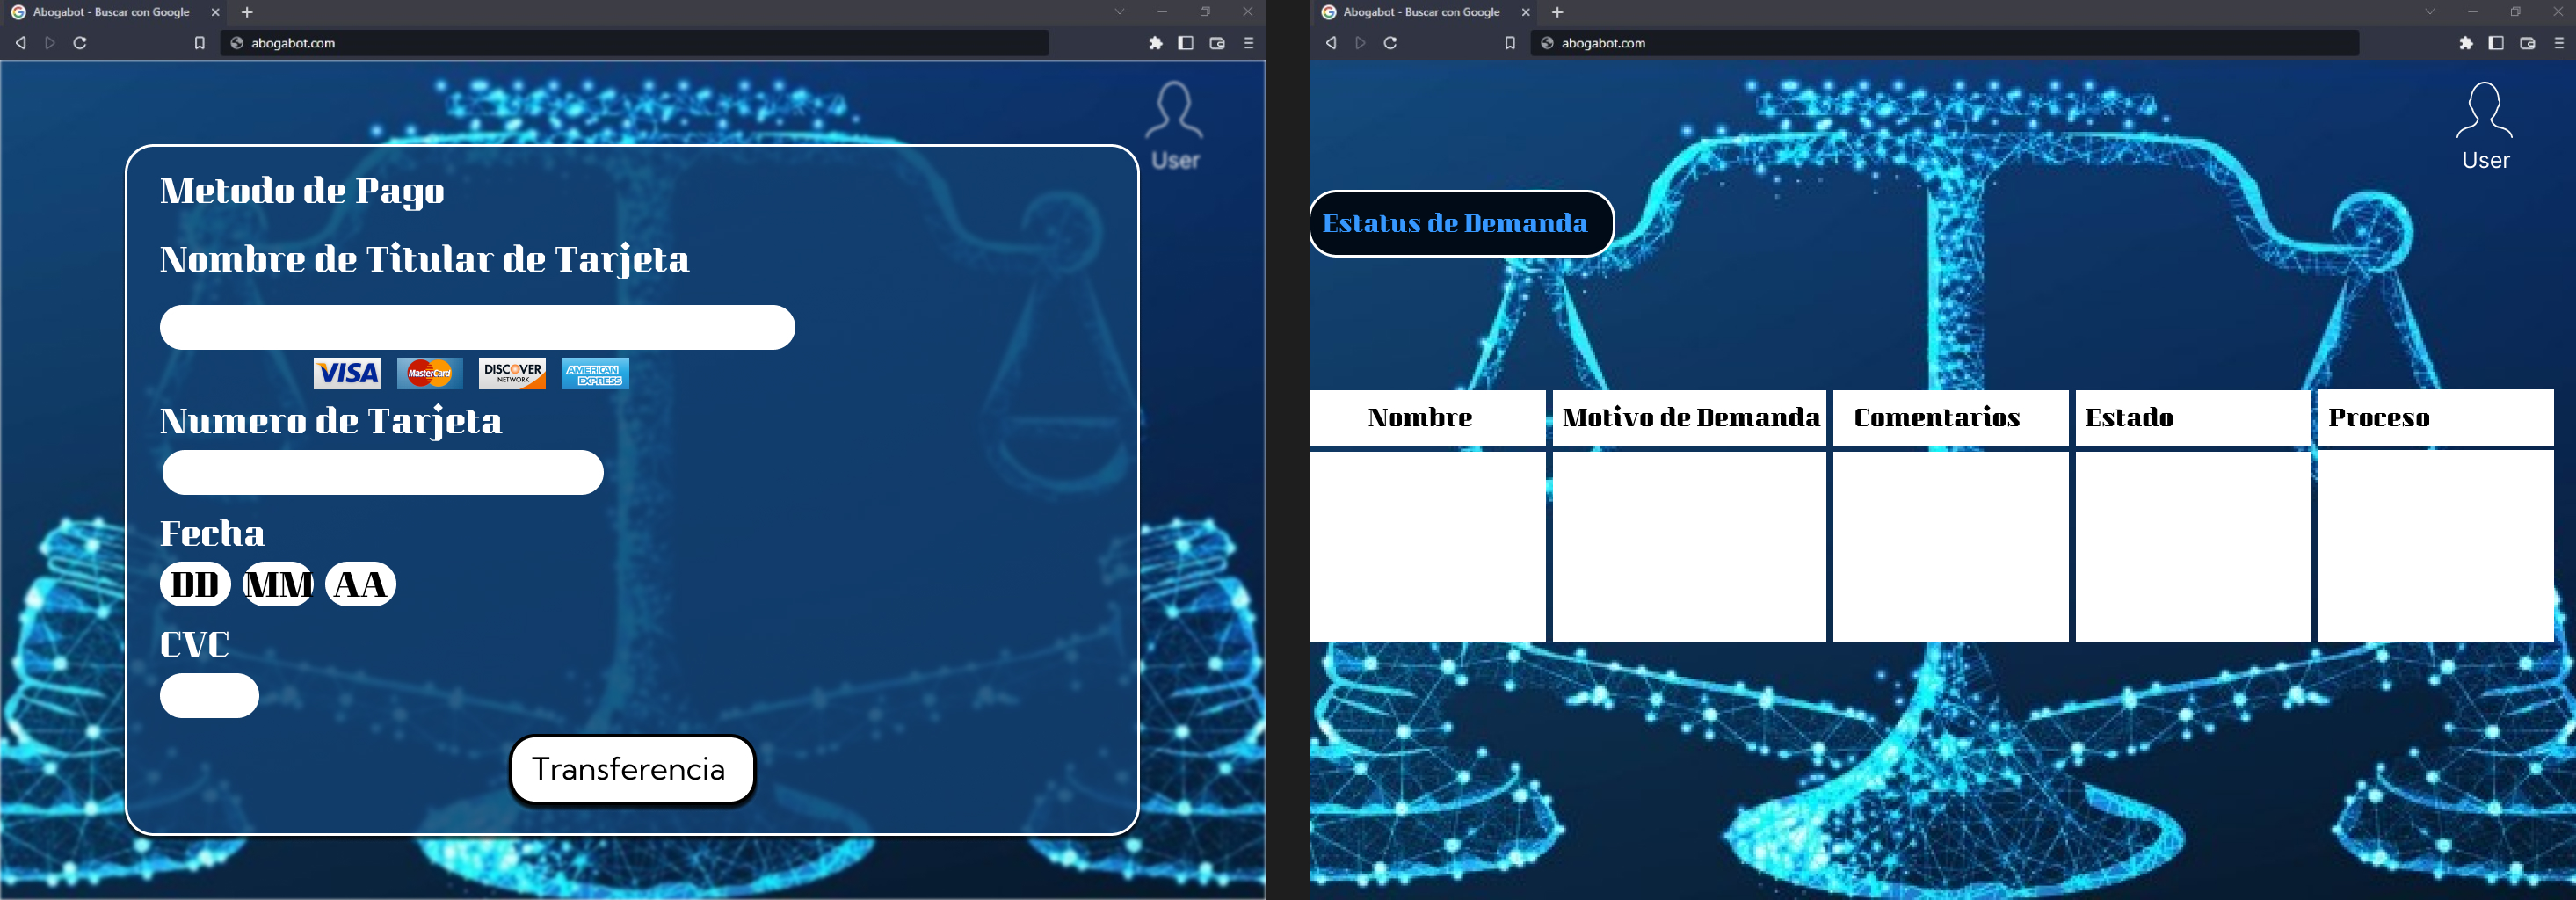 Abogabot - Buscar con Google
abogabot.com
User
Metodo de Pago
Nombre de Titular de Tarjeta
VISA MasterCard DISCOVER NETWORK AMERICAN EXPRESS
Numero de Tarjeta
Fecha
DD MM AA
CVC
Transferencia
Abogabot - Buscar con Google
abogabot.com
User
Estatus de Demanda
Nombre Motivo de Demanda Comentarios Estado Proceso